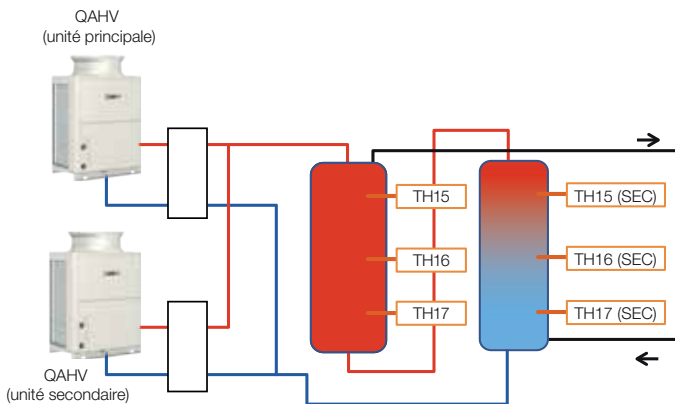 QAHV
(unité principale)
TH15
TH16
TH17
TH15 (SEC)
TH16 (SEC)
TH17 (SEC)
QAHV
(unité secondaire)